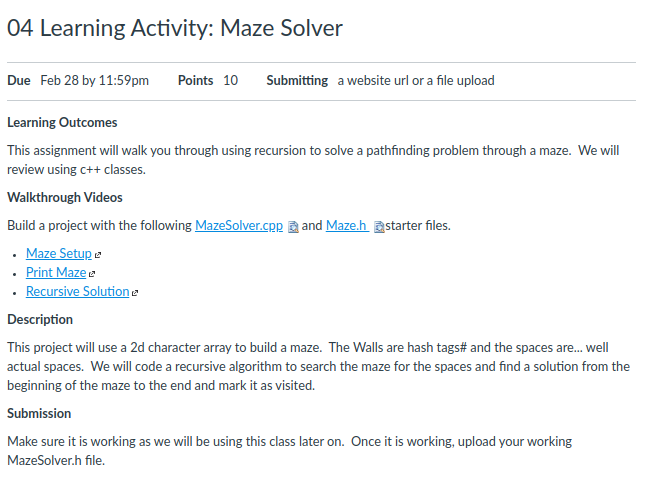 04 Learning Activity: Maze Solver
Due Feb 28 by 11:59pm Points 10 Submitting a website url or a file upload
Learning Outcomes
This assignment will walk you through using recursion to solve a pathfinding problem through a maze. We will
review using c++ classes.
Walkthrough Videos
Build a project with the following MazeSolver.cpp and Maze.h starter files.
• Maze Setup
• Print Maze
• Recursive Solution
Description
This project will use a 2d character array to build a maze. The Walls are hash tags# and the spaces are... well
actual spaces. We will code a recursive algorithm to search the maze for the spaces and find a solution from the
beginning of the maze to the end and mark it as visited.
Submission
Make sure it is working as we will be using this class later on. Once it is working, upload your working
MazeSolver.h file.